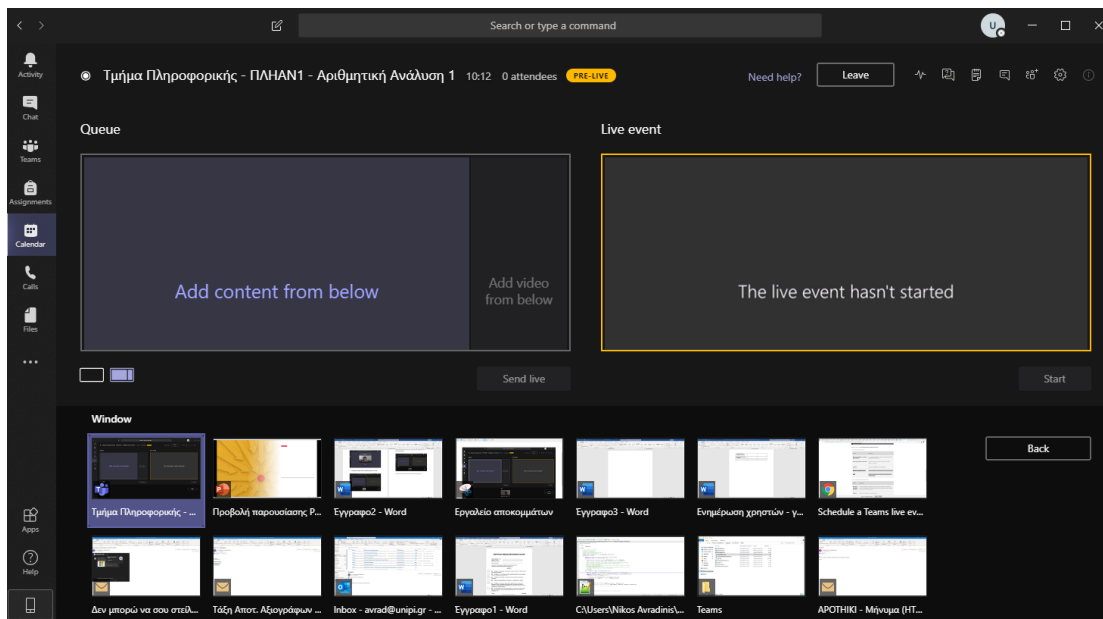 Search or type a command
U
Activity
Chat
Teams
Assignments
Calendar
Calls
Files
Apps
Help
Τμήμα Πληροφορικής - ΠΛΗΑΝ1 - Αριθμητική Ανάλυση 1 10:12 0 attendees PRE-LIVE
Need help? Leave
Queue
Live event
Add content from below
Add video
from below
The live event hasn't started
Send live
Start
Window
Back
Τμήμα Πληροφορικής - ...
Προβολή παρουσίασης P...
Έγγραφο2 - Word
Εργαλείο αποκομμάτων
Έγγραφο3 - Word
Ενημέρωση χρηστών - γ...
Schedule a Teams live ev...
Δεν μπορώ να σου στείλ...
Τάξη Αποτ. Αξιογράφων ...
Inbox - avrad@unipi.gr - ...
Έγγραφο1 - Word
C:\Users\Nikos Avradinis\...
Teams
APOTHIKI - Μήνυμα (HT...